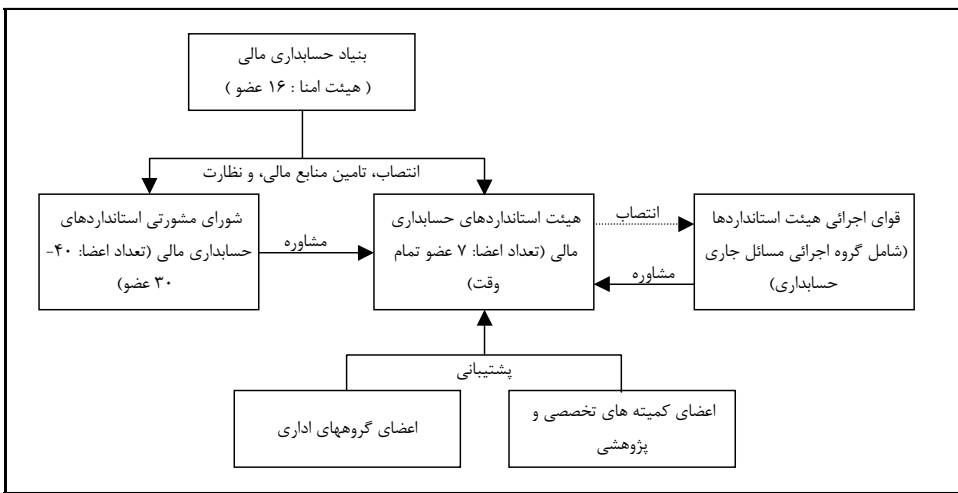 بنیاد حسابداری مالی
( هیئت امنا : ۱۶ عضو )
انتصاب، تامین منابع مالی، و نظارت
قوای اجرائی هیئت استانداردها
(شامل گروه اجرائی مسائل جاری
حسابداری)
انتصاب
مشاوره
هیئت استانداردهای حسابداری
مالی (تعداد اعضا: ۷ عضو تمام
وقت)
مشاوره
شورای مشورتی استانداردهای
حسابداری مالی (تعداد اعضا: ۴۰-
۳۰ عضو)
پشتیبانی
اعضای کمیته های تخصصی و
پژوهشی
اعضای گروههای اداری